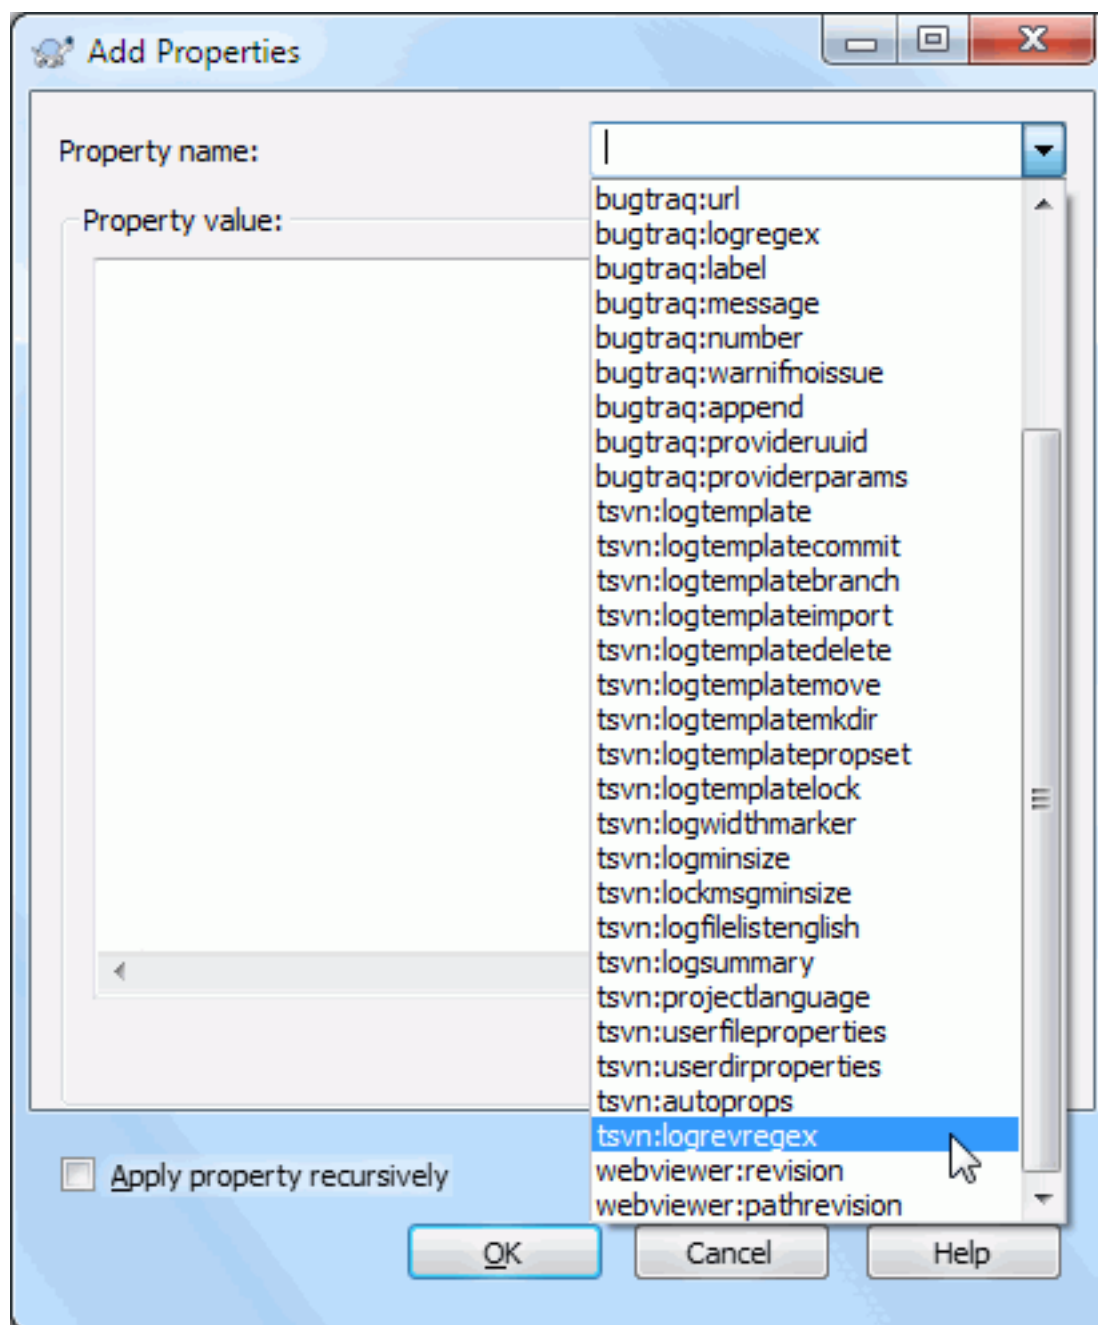 Add Properties
Property name:
Property value:
bugtraq:url
bugtraq:logregex
bugtraq:label
bugtraq:message
bugtraq:number
bugtraq:warnifnoissue
bugtraq:append
bugtraq:provideruuid
bugtraq:providerparams
tsvn:logtemplate
tsvn:logtemplatecommit
tsvn:logtemplatebranch
tsvn:logtemplateimport
tsvn:logtemplatedelete
tsvn:logtemplatemove
tsvn:logtemplatemkdir
tsvn:logtemplatepropset
tsvn:logtemplatelock
tsvn:logwidthmarker
tsvn:logminsize
tsvn:lockmsgminsize
tsvn:logfilelistenglish
tsvn:logsummary
tsvn:projectlanguage
tsvn:userfileproperties
tsvn:userdirproperties
tsvn:autoprops
tsvn:logrevregex
webviewer:revision
webviewer:pathrevision
Apply property recursively
OK Cancel Help